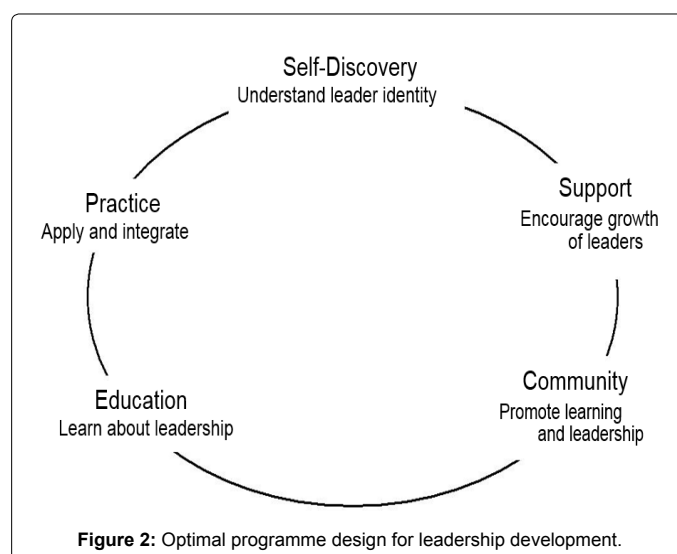 Self-Discovery
Understand leader identity
Support
Encourage growth
of leaders
Practice
Apply and integrate
Community
Promote learning
and leadership
Education
Learn about leadership
Figure 2: Optimal programme design for leadership development.